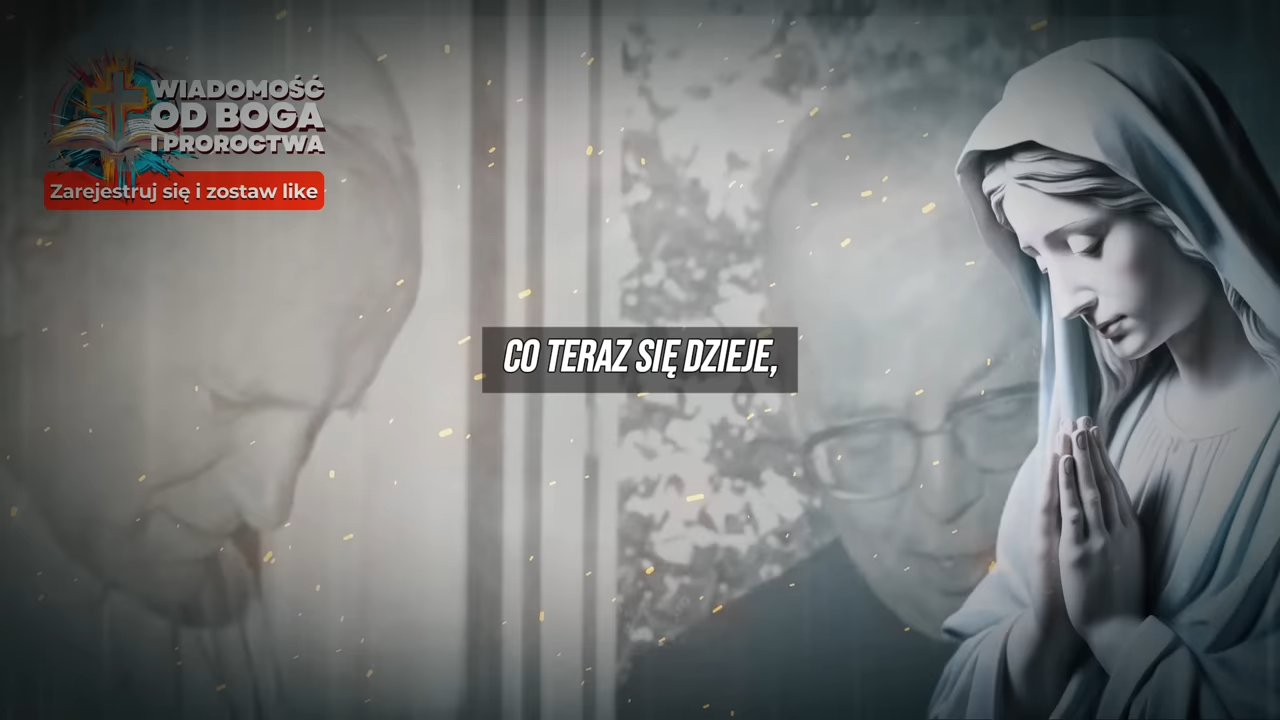 WIADOMOŚĆ
OD BOGA
I PROROCTWA
Zarejestruj się i zostaw like
CO TERAZ SIĘ DZIEJE,